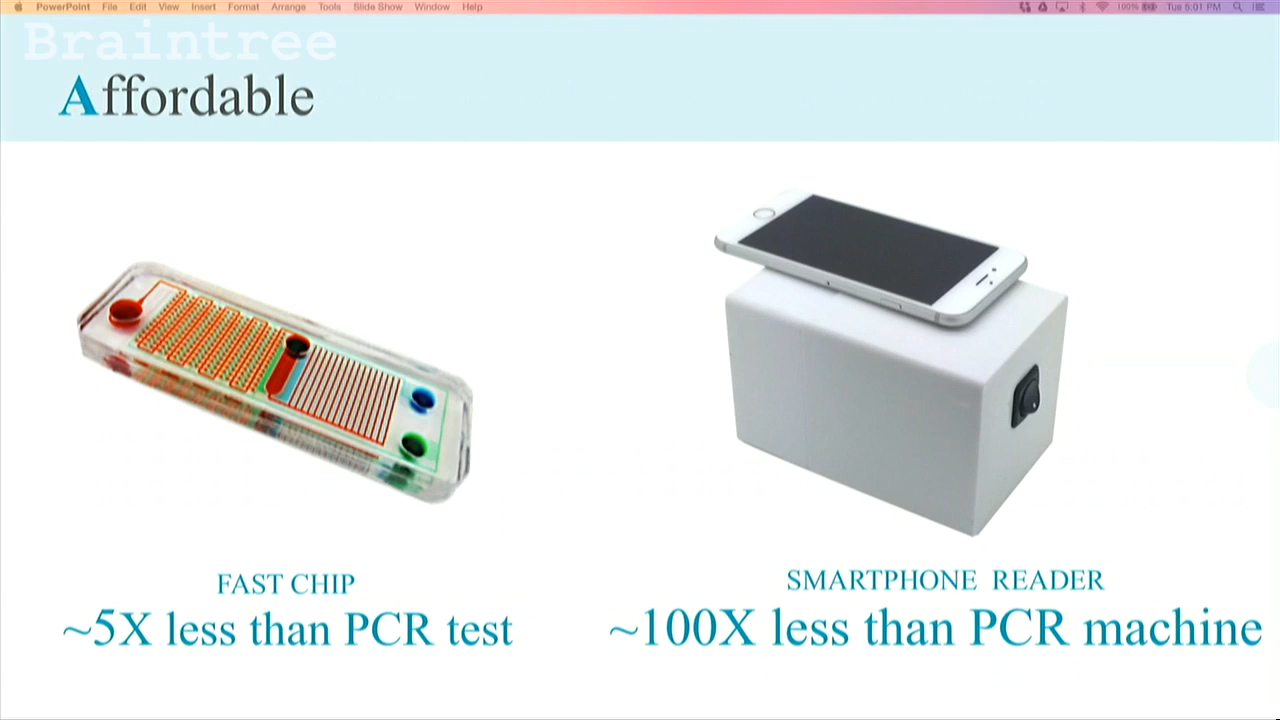 PowerPoint File Edit View Insert Format Arrange Tools Slide Show Window Help 100% Tue 5:01 PM
Braintree
Affordable
FAST CHIP
~5X less than PCR test
SMARTPHONE READER
~100X less than PCR machine